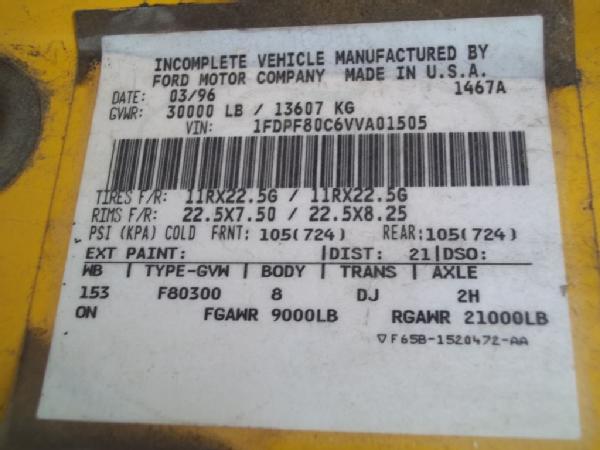 INCOMPLETE VEHICLE MANUFACTURED BY
FORD MOTOR COMPANY MADE IN U.S.A.
DATE: 03/96 1467A
GVWR: 30000 LB / 13607 KG
VIN: 1FDPF80C6VVA01505
TIRES F/R: 11RX22.5G / 11RX22.5G
RIMS F/R: 22.5X7.50 / 22.5X8.25
PSI (KPA) COLD FRNT: 105(724) REAR: 105(724)
EXT PAINT: DIST: 21 DSO:
WB TYPE-GVW BODY TRANS AXLE
153 F80300 8 DJ 2H
ON FGAWR 9000LB RGAWR 21000LB
▽F65B-1520472-AA